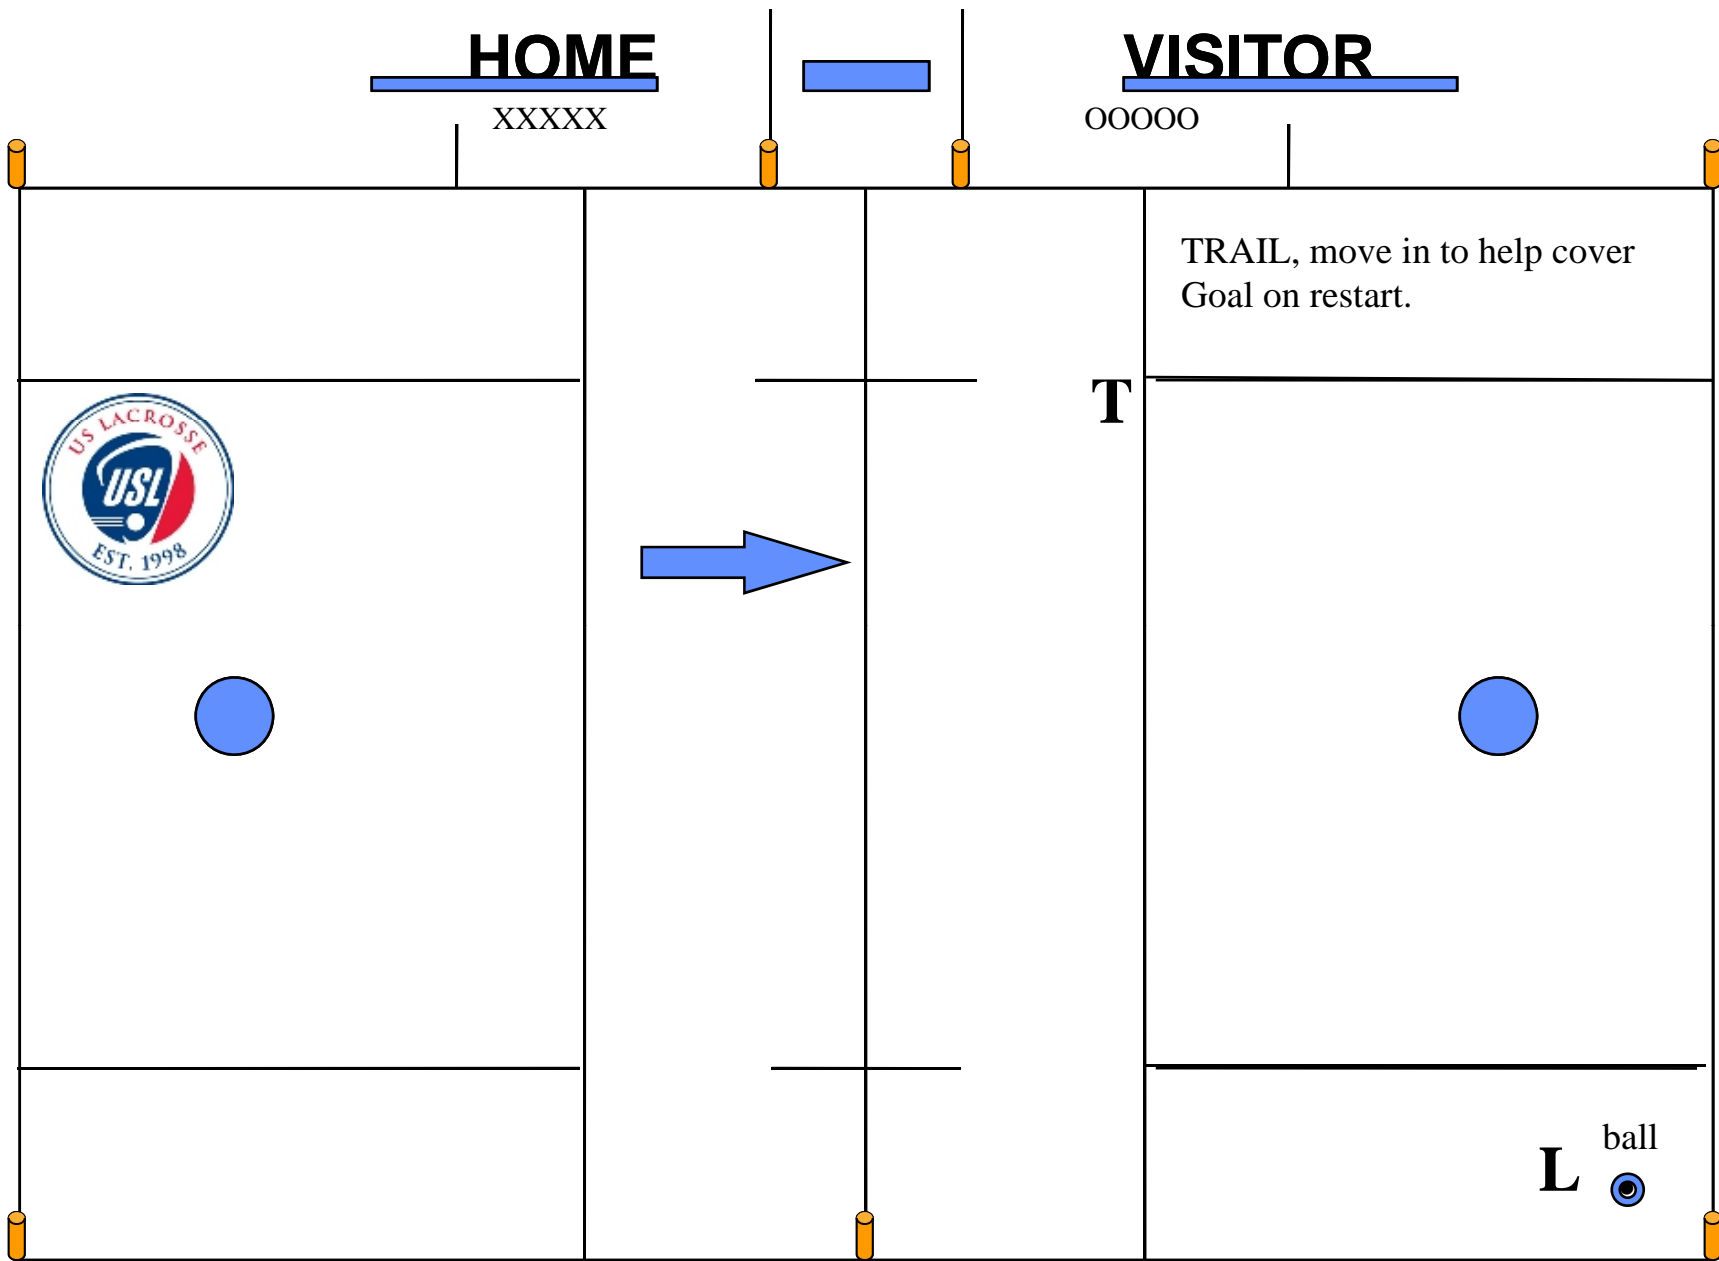 HOME
VISITOR
XXXXX
OOOOO
TRAIL, move in to help cover
Goal on restart.
T
US LACROSSE
USL
EST. 1998
ball
L